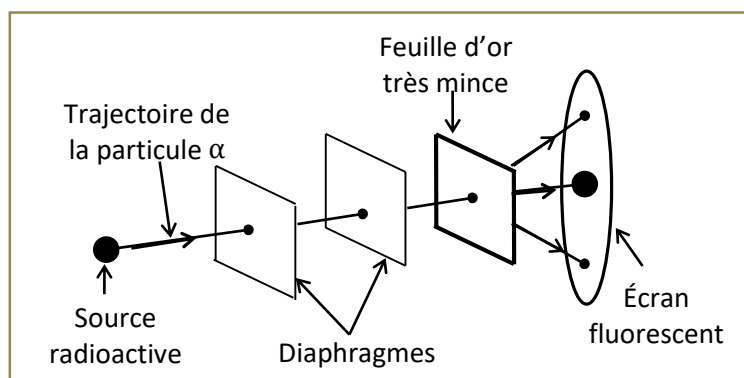 Feuille d’or
très mince
Trajectoire de
la particule α
Source
radioactive
Diaphragmes
Écran
fluorescent